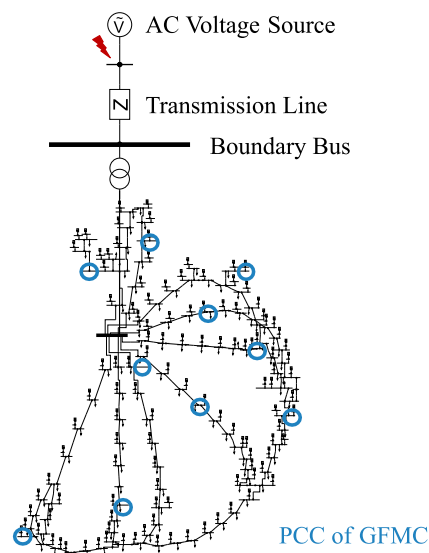 Ṽ
AC Voltage Source
Z
Transmission Line
Boundary Bus
PCC of GFMC